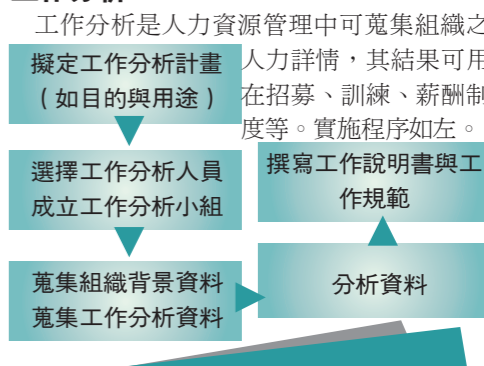 工作分析是人力資源管理中可蒐集組織之
人力詳情，其結果可用
在招募、訓練、薪酬制
度等。實施程序如左。
擬定工作分析計畫
（如目的與用途）
選擇工作分析人員
成立工作分析小組
蒐集組織背景資料
蒐集工作分析資料
分析資料
撰寫工作說明書與工
作規範